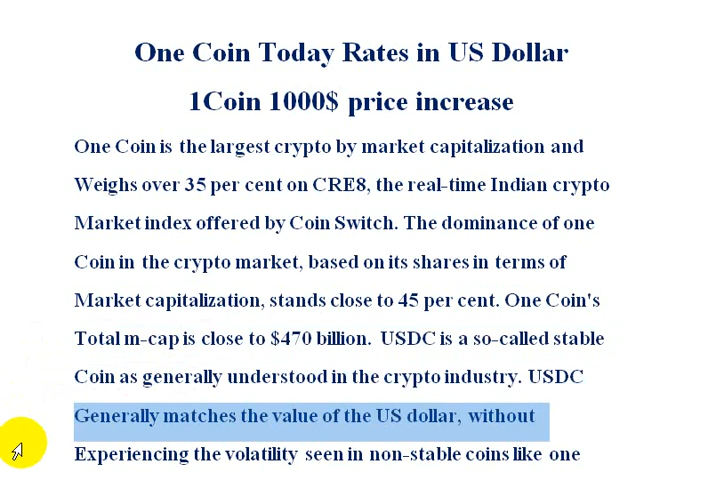 One Coin Today Rates in US Dollar
1Coin 1000$ price increase
One Coin is the largest crypto by market capitalization and
Weighs over 35 per cent on CRE8, the real-time Indian crypto
Market index offered by Coin Switch. The dominance of one
Coin in the crypto market, based on its shares in terms of
Market capitalization, stands close to 45 per cent. One Coin's
Total m-cap is close to $470 billion. USDC is a so-called stable
Coin as generally understood in the crypto industry. USDC
Generally matches the value of the US dollar, without
Experiencing the volatility seen in non-stable coins like one